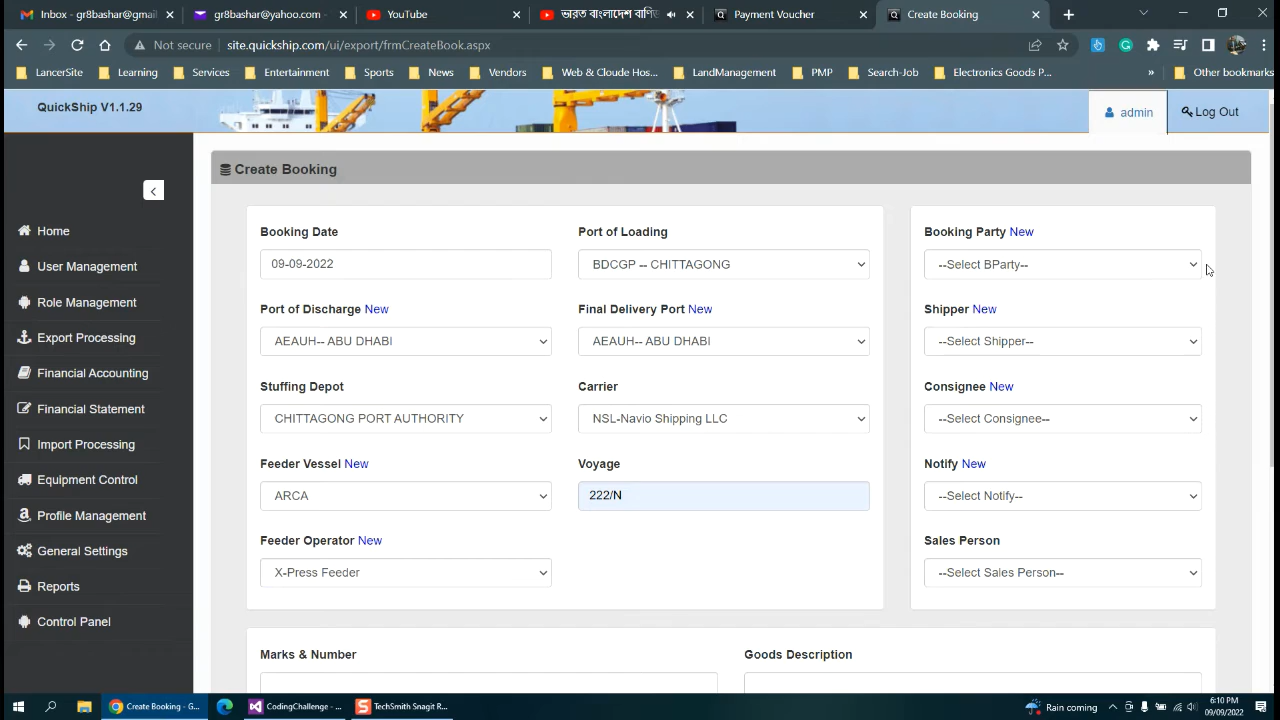 Inbox - gr8bashar@gmail
gr8bashar@yahoo.com -
YouTube
ভারত বাংলাদেশ বাণি
Payment Voucher
Create Booking
Not secure site.quickship.com/ui/export/frmCreateBook.aspx
LancerSite
Learning
Services
Entertainment
Sports
News
Vendors
Web & Cloude Hos...
LandManagement
PMP
Search-Job
Electronics Goods P...
»
Other bookmarks
QuickShip V1.1.29
admin
Log Out
Home
User Management
Role Management
Export Processing
Financial Accounting
Financial Statement
Import Processing
Equipment Control
Profile Management
General Settings
Reports
Control Panel
Create Booking
Booking Date
09-09-2022
Port of Loading
BDCGP -- CHITTAGONG
Port of Discharge New
AEAUH-- ABU DHABI
Final Delivery Port New
AEAUH-- ABU DHABI
Stuffing Depot
CHITTAGONG PORT AUTHORITY
Carrier
NSL-Navio Shipping LLC
Feeder Vessel New
ARCA
Voyage
222/N
Feeder Operator New
X-Press Feeder
Booking Party New
--Select BParty--
Shipper New
--Select Shipper--
Consignee New
--Select Consignee--
Notify New
--Select Notify--
Sales Person
--Select Sales Person--
Marks & Number
Goods Description
Create Booking - G...
CodingChallenge - ...
TechSmith Snagit R...
Rain coming
6:10 PM
09/09/2022